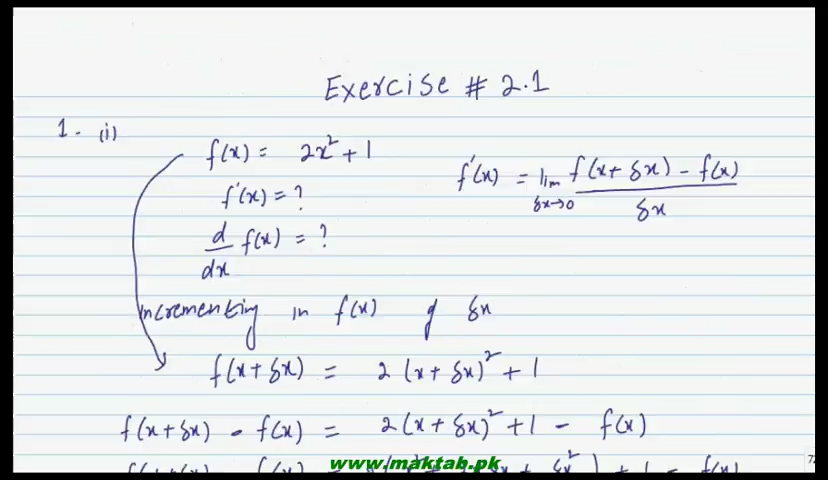 Exercise # 2.1
1. (i)
f(x) = 2x² + 1
f'(x) = lim δx→0 f(x + δx) - f(x) / δx
f'(x) = ?
d/dx f(x) = ?
incrementing in f(x) of δx
f(x + δx) = 2 (x + δx)² + 1
f(x + δx) - f(x) = 2(x + δx)² + 1 - f(x)
www.maktab.pk